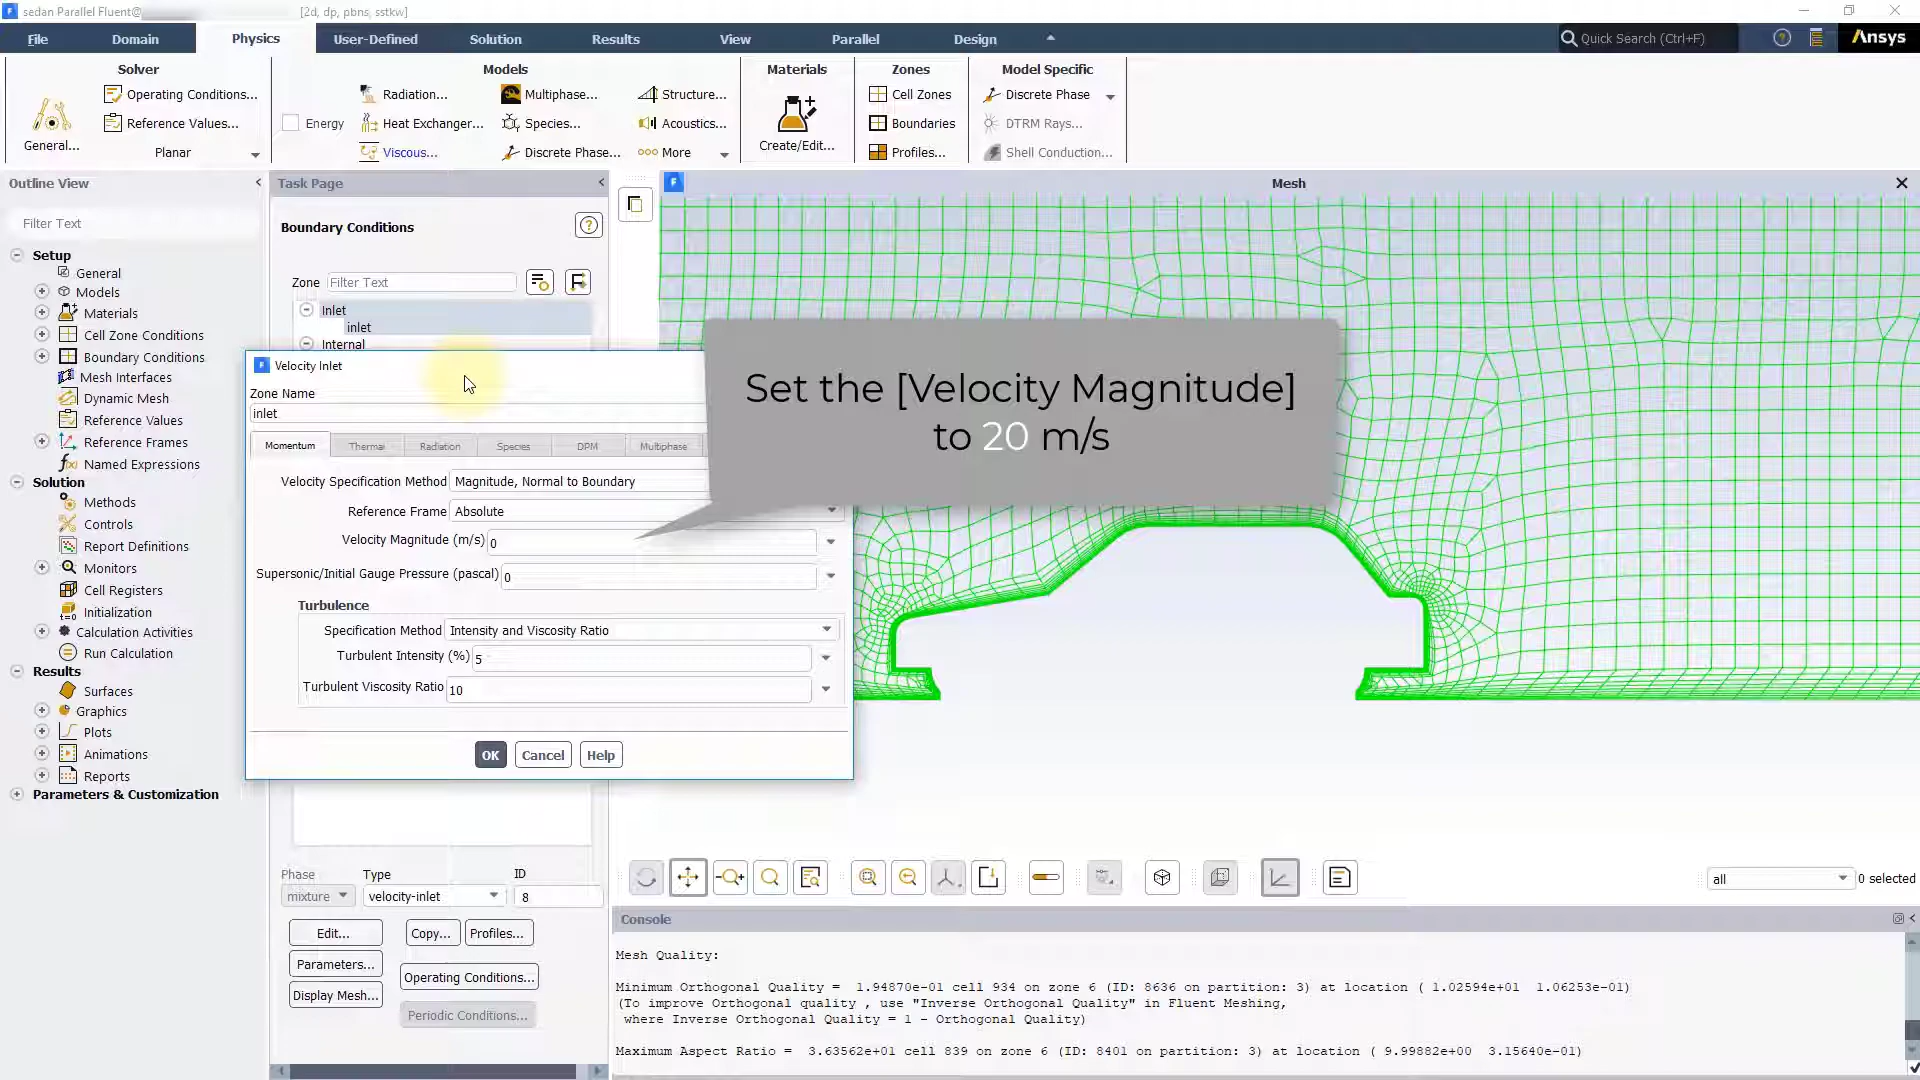 sedan Parallel Fluent@ [2d, dp, pbns, sstkw]
File Domain Physics User-Defined Solution Results View Parallel Design Quick Search (Ctrl+F) Ansys
Solver Models Materials Zones Model Specific
General... Operating Conditions... Reference Values... Planar
Energy Radiation... Heat Exchanger... Viscous...
Multiphase... Species... Discrete Phase...
Structure... Acoustics... More
Create/Edit...
Cell Zones Boundaries Profiles...
Discrete Phase DTRM Rays... Shell Conduction...
Outline View
Filter Text
Setup
General
Models
Materials
Cell Zone Conditions
Boundary Conditions
Mesh Interfaces
Dynamic Mesh
Reference Values
Reference Frames
Named Expressions
Solution
Methods
Controls
Report Definitions
Monitors
Cell Registers
Initialization
Calculation Activities
Run Calculation
Results
Surfaces
Graphics
Plots
Animations
Reports
Parameters & Customization
Task Page
Boundary Conditions
Zone Filter Text
Inlet
inlet
Internal
Velocity Inlet
Zone Name
inlet
Momentum Thermal Radiation Species DPM Multiphase
Velocity Specification Method Magnitude, Normal to Boundary
Reference Frame Absolute
Velocity Magnitude (m/s) 0
Supersonic/Initial Gauge Pressure (pascal) 0
Turbulence
Specification Method Intensity and Viscosity Ratio
Turbulent Intensity (%) 5
Turbulent Viscosity Ratio 10
OK Cancel Help
Phase Type ID
mixture velocity-inlet 8
Edit... Copy... Profiles...
Parameters... Operating Conditions...
Display Mesh... Periodic Conditions...
Mesh
Set the [Velocity Magnitude]
to 20 m/s
all 0 selected
Console
Mesh Quality:
Minimum Orthogonal Quality = 1.94870e-01 cell 934 on zone 6 (ID: 8636 on partition: 3) at location ( 1.02594e+01 1.06253e-01)
(To improve Orthogonal quality , use "Inverse Orthogonal Quality" in Fluent Meshing,
where Inverse Orthogonal Quality = 1 - Orthogonal Quality)
Maximum Aspect Ratio = 3.63562e+01 cell 839 on zone 6 (ID: 8401 on partition: 3) at location ( 9.99882e+00 3.15640e-01)